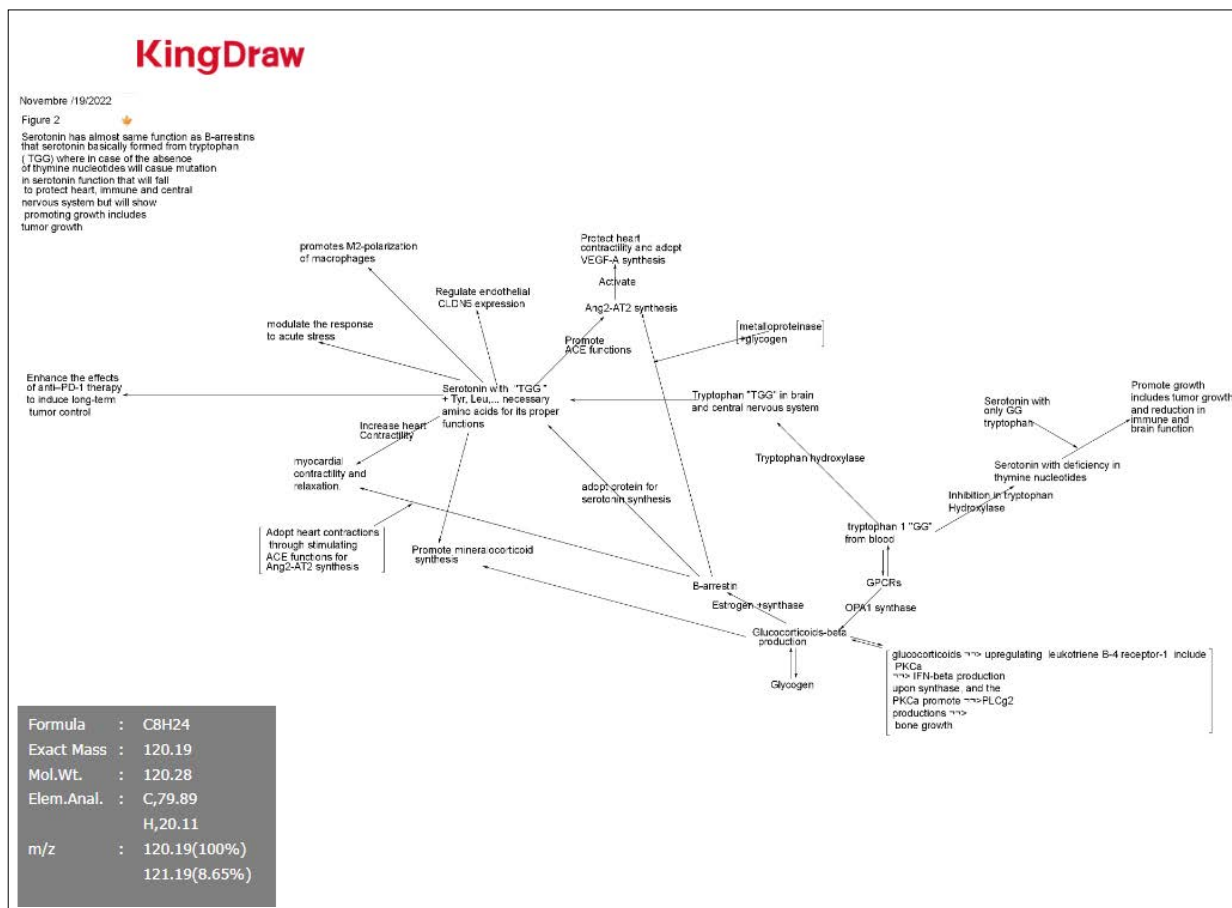 KingDraw
Novembre /19/2022
Figure 2
Serotonin has almost same function as B-arrestins
that serotonin basically formed from tryptophan
( TGG) where in case of the absence
of thymine nucleotides will casue mutation
in serotonin function that will fall
to protect heart, immune and central
nervous system but will show
promoting growth includes
tumor growth
promotes M2-polarization
of macrophages
Regulate endothelial
CLDN5 expression
Protect heart
contractility and adopt
VEGF-A synthesis
Activate
Ang2-AT2 synthesis
modulate the response
to acute stress
Promote
ACE functions
metalloproteinase
+glycogen
Enhance the effects
of anti–PD-1 therapy
to induce long-term
tumor control
Serotonin with "TGG"
+ Tyr, Leu,... necessary
amino acids for its proper
functions
Tryptophan "TGG" in brain
and central nervous system
Serotonin with
only GG
tryptophan
Promote growth
includes tumor growth
and reduction in
immune and
brain function
Increase heart
Contractility
myocardial
contractility and
relaxation.
adopt protein for
serotonin synthesis
Tryptophan hydroxylase
Serotonin with deficiency in
thymine nucleotides
Inhibition in tryptophan
Hydroxylase
Adopt heart contractions
through stimulating
ACE functions for
Ang2-AT2 synthesis
Promote mineralocorticoid
synthesis
tryptophan 1 "GG"
from blood
B-arrestin
GPCRs
Estrogen +synthase
OPA1 synthase
Glucocorticoids-beta
production
Glycogen
glucocorticoids ¬¬> upregulating leukotriene B-4 receptor-1 include
PKCa
¬¬> IFN-beta production
upon synthase, and the
PKCa promote ¬¬>PLCg2
productions ¬¬>
bone growth
Formula : C8H24
Exact Mass : 120.19
Mol.Wt. : 120.28
Elem.Anal. : C,79.89
H,20.11
m/z : 120.19(100%)
121.19(8.65%)